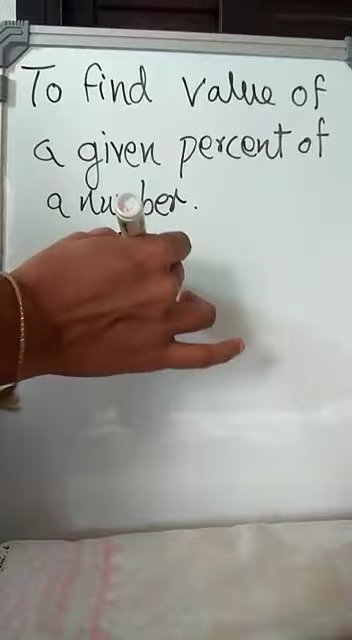 To find value of
a given percent of
a number.